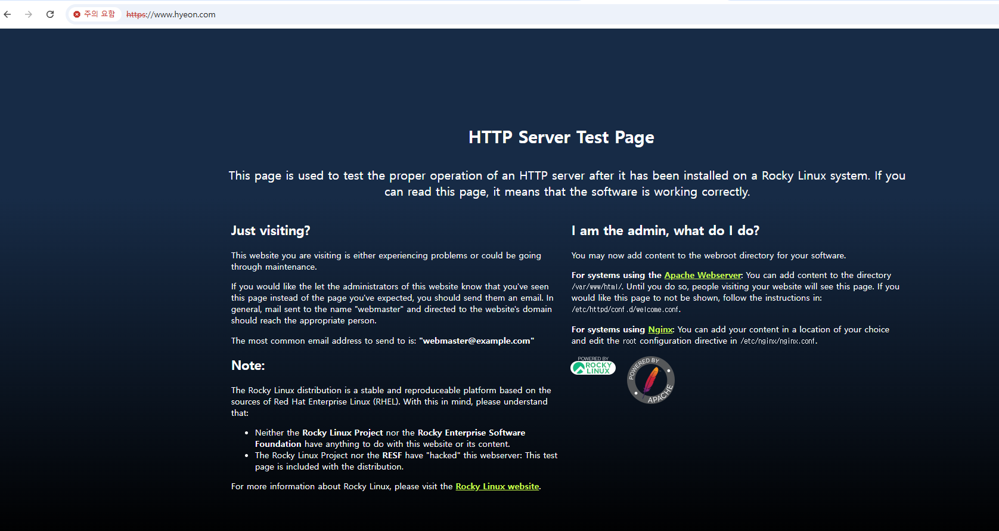 주의 요함
https://www.hyeon.com
HTTP Server Test Page
This page is used to test the proper operation of an HTTP server after it has been installed on a Rocky Linux system. If you
can read this page, it means that the software is working correctly.
Just visiting?
This website you are visiting is either experiencing problems or could be going
through maintenance.
If you would like the let the administrators of this website know that you've seen
this page instead of the page you've expected, you should send them an email. In
general, mail sent to the name "webmaster" and directed to the website's domain
should reach the appropriate person.
The most common email address to send to is: "webmaster@example.com"
Note:
The Rocky Linux distribution is a stable and reproduceable platform based on the
sources of Red Hat Enterprise Linux (RHEL). With this in mind, please understand
that:
• Neither the Rocky Linux Project nor the Rocky Enterprise Software
Foundation have anything to do with this website or its content.
• The Rocky Linux Project nor the RESF have "hacked" this webserver: This test
page is included with the distribution.
For more information about Rocky Linux, please visit the Rocky Linux website.
I am the admin, what do I do?
You may now add content to the webroot directory for your software.
For systems using the Apache Webserver: You can add content to the directory
/var/www/html/. Until you do so, people visiting your website will see this page. If you
would like this page to not be shown, follow the instructions in:
/etc/httpd/conf.d/welcome.conf.
For systems using Nginx: You can add your content in a location of your choice
and edit the root configuration directive in /etc/nginx/nginx.conf.
POWERED BY
ROCKY
LINUX
POWERED BY
APACHE